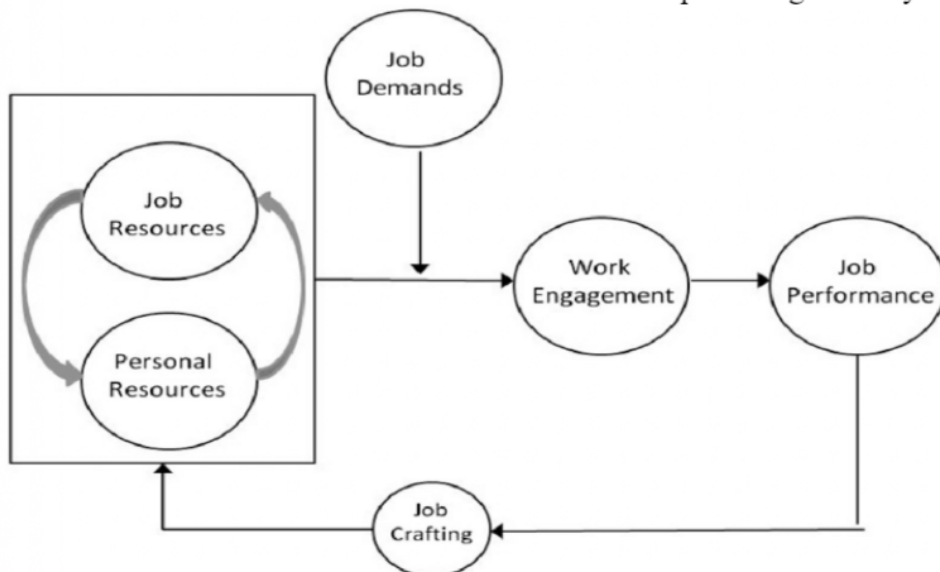 Job
Demands
Job
Resources
Personal
Resources
Work
Engagement
Job
Performance
Job
Crafting